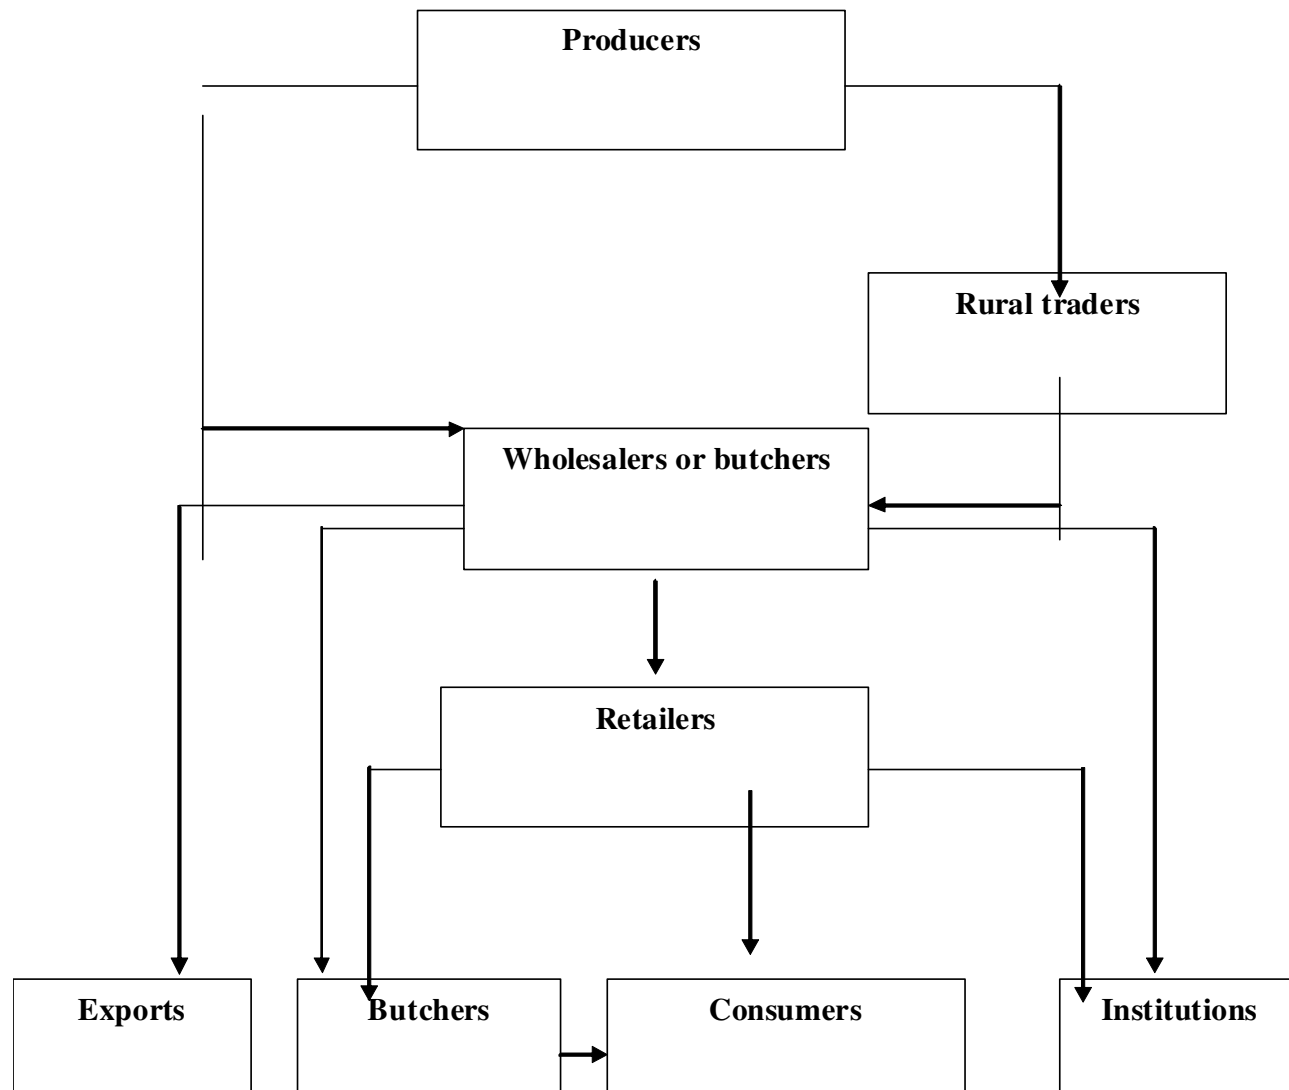 Producers
Rural traders
Wholesalers or butchers
Retailers
Exports
Butchers
Consumers
Institutions